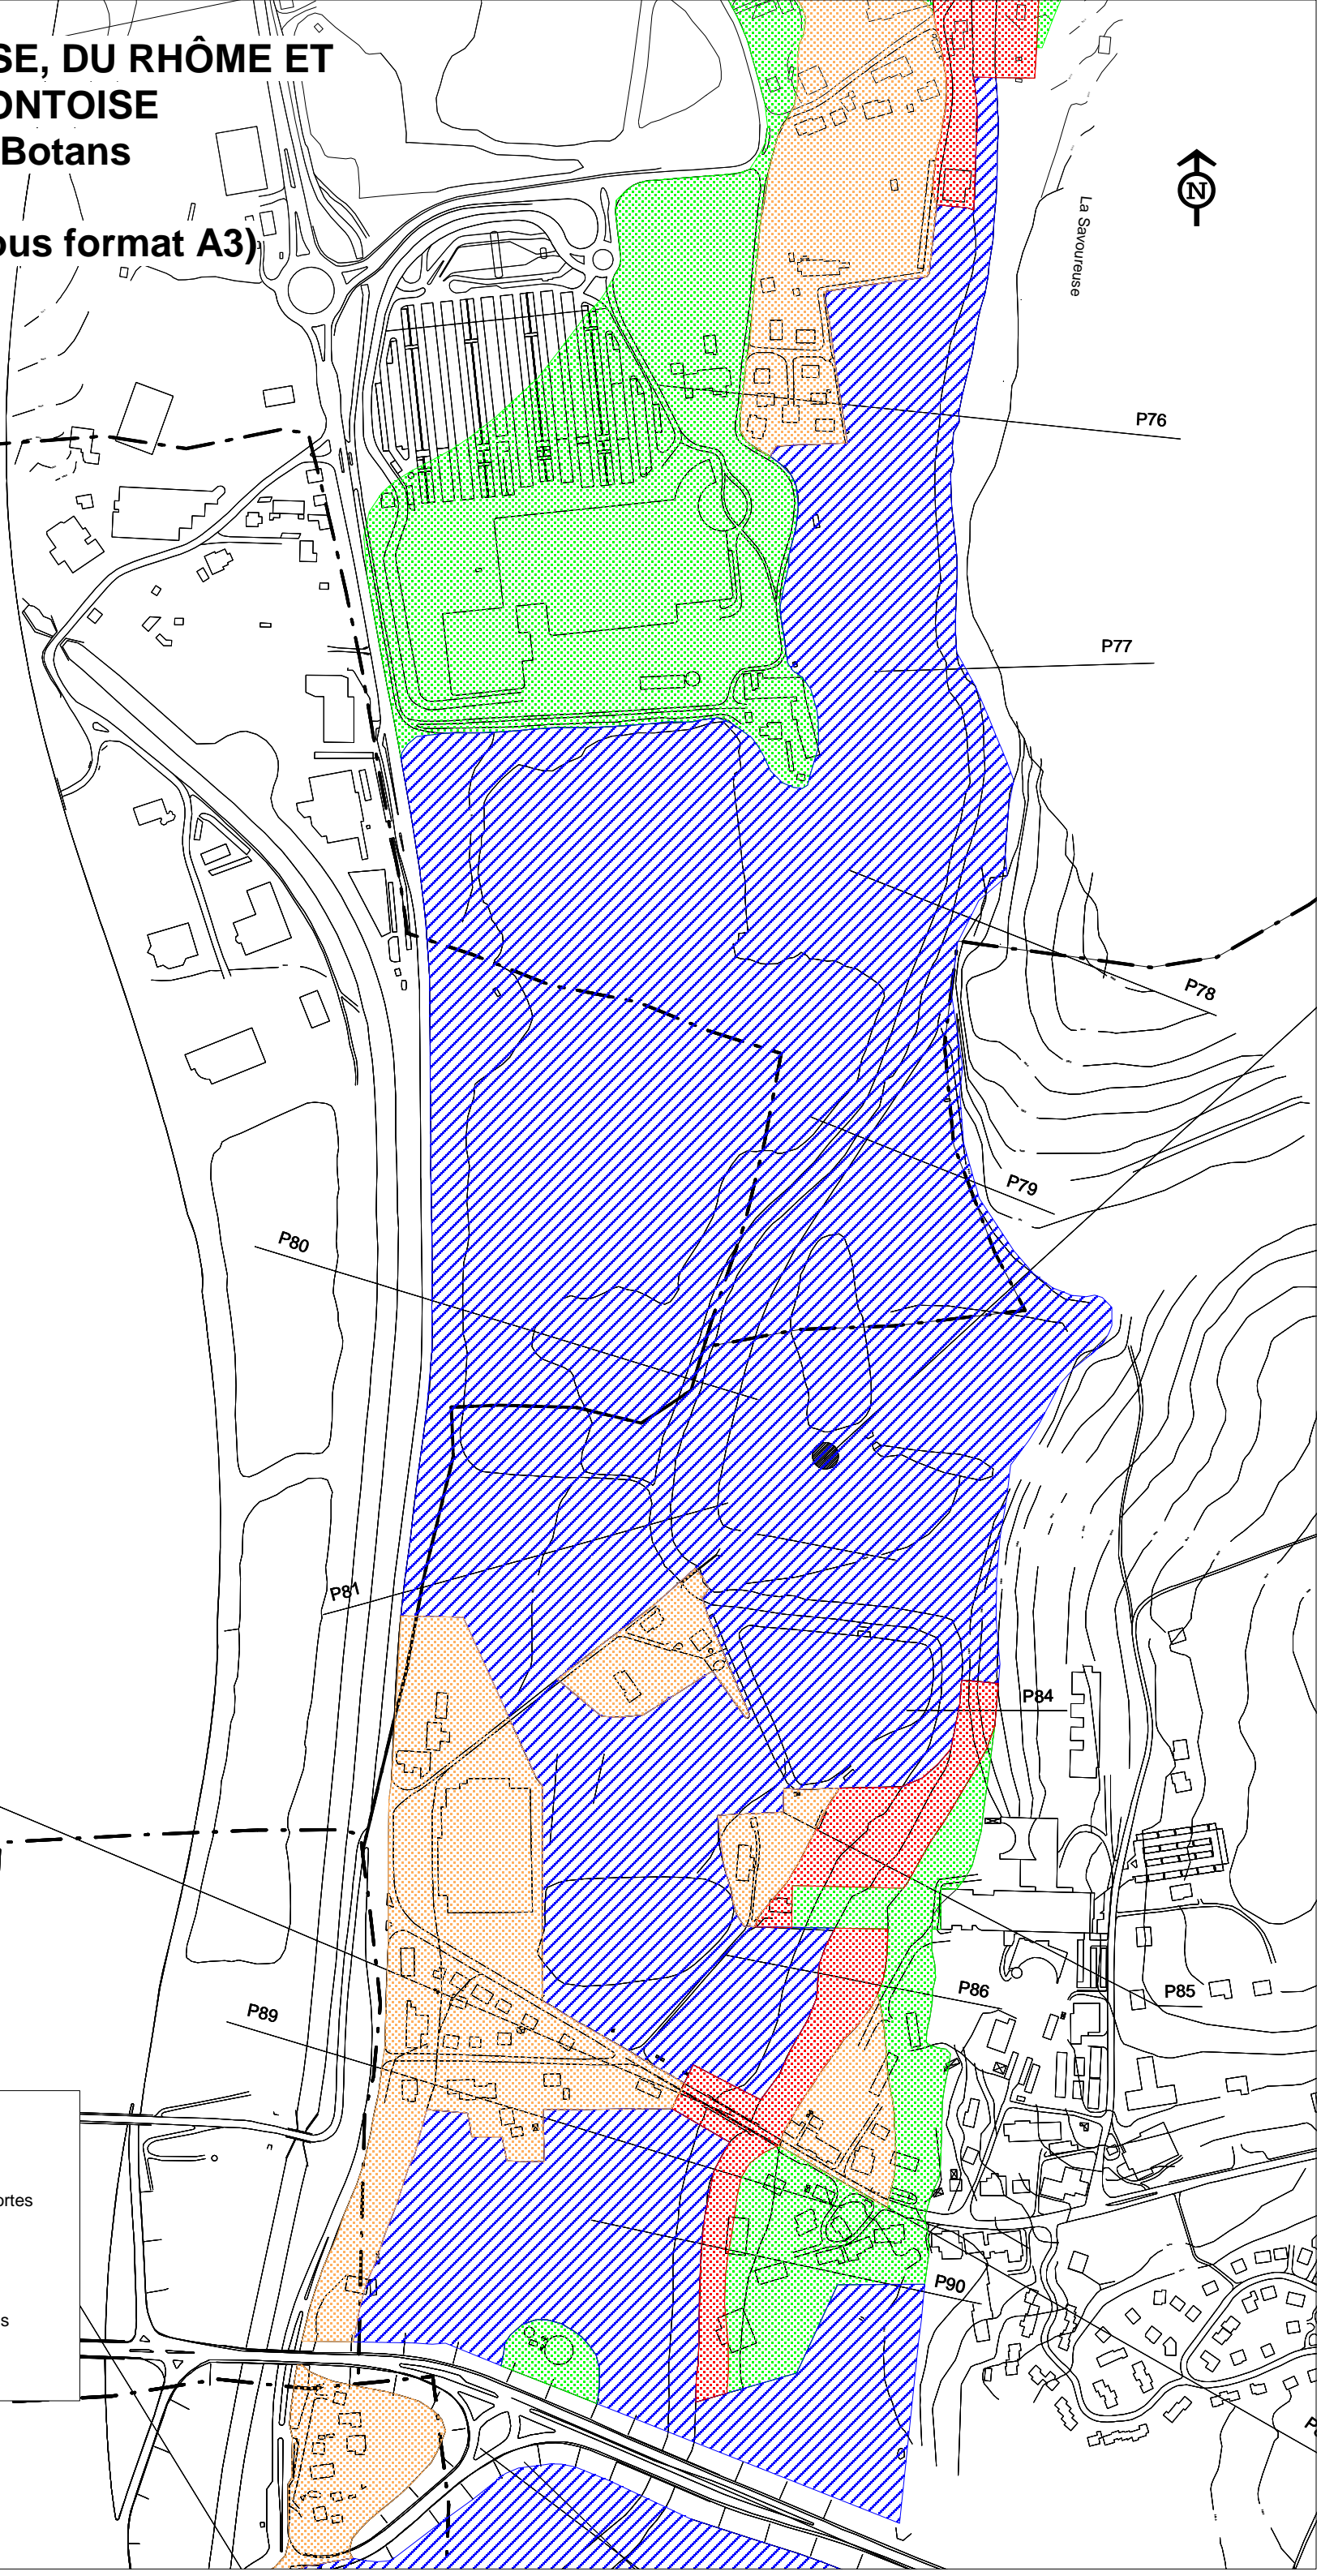 SE, DU RHÔME ET
ONTOISE
Botans
ous format A3)
N
La Savoureuse
P76
P77
P78
P79
P80
P81
P84
P85
P86
P89
P90
ortes
s